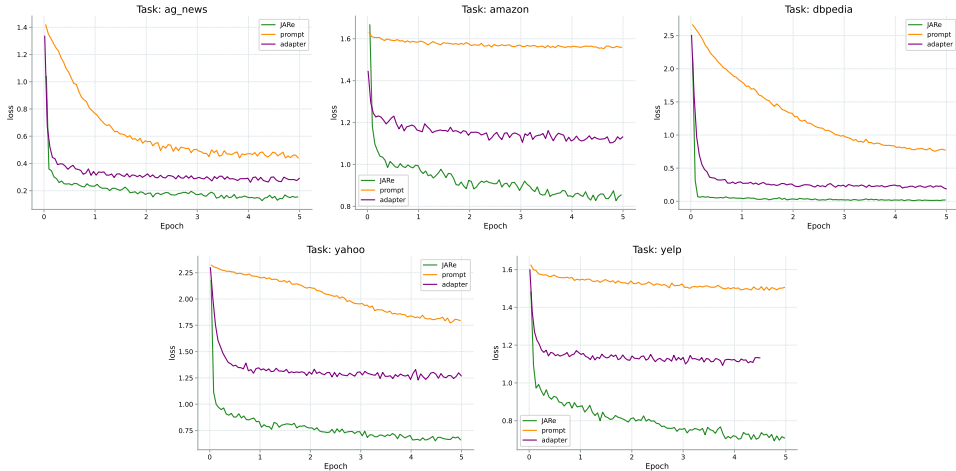 Task: ag_news
JARe
prompt
adapter
1.4
1.2
1.0
0.8
0.6
0.4
0.2
loss
0
1
2
3
4
5
Epoch
Task: amazon
1.6
1.4
1.2
1.0
0.8
loss
JARe
prompt
adapter
0
1
2
3
4
5
Epoch
Task: dbpedia
JARe
prompt
adapter
2.5
2.0
1.5
1.0
0.5
0.0
loss
0
1
2
3
4
5
Epoch
Task: yahoo
JARe
prompt
adapter
2.25
2.00
1.75
1.50
1.25
1.00
0.75
loss
0
1
2
3
4
5
Epoch
Task: yelp
1.6
1.4
1.2
1.0
0.8
loss
JARe
prompt
adapter
0
1
2
3
4
5
Epoch